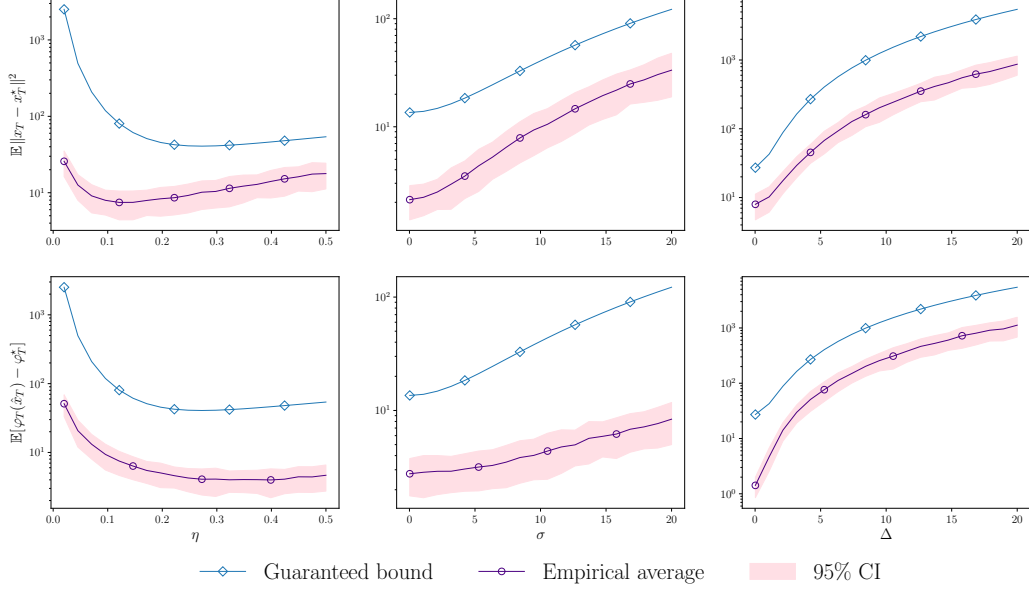 10³
10²
10¹
𝔼‖x_T − x_T^⋆‖²
0.0 0.1 0.2 0.3 0.4 0.5
10²
10¹
0 5 10 15 20
10³
10²
10¹
0 5 10 15 20
10³
10²
10¹
𝔼[φ_T(x̂_T) − φ_T^⋆]
0.0 0.1 0.2 0.3 0.4 0.5
η
10²
10¹
0 5 10 15 20
σ
10³
10²
10¹
10⁰
0 5 10 15 20
Δ
Guaranteed bound Empirical average 95% CI